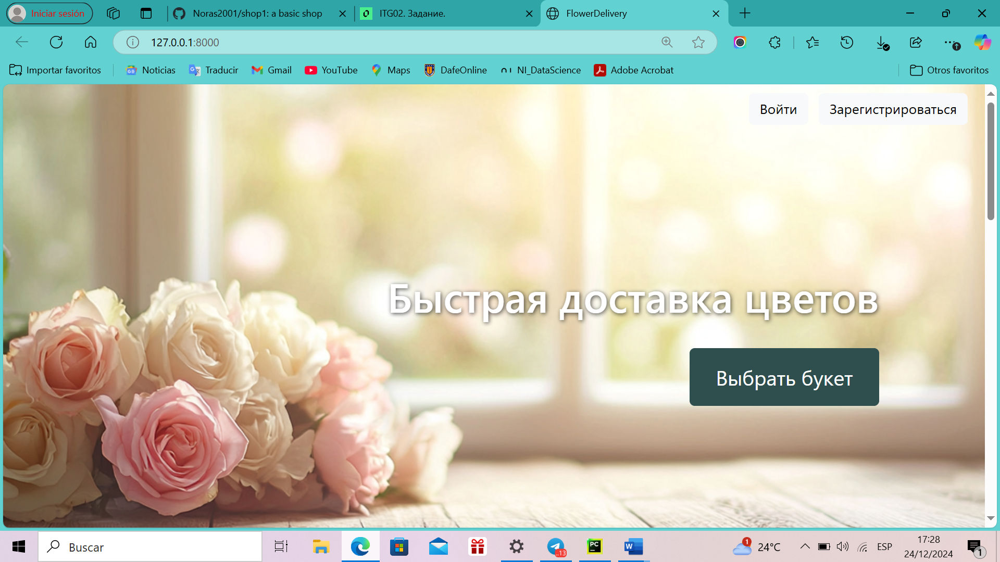 Iniciar sesión
Noras2001/shop1: a basic shop
ITG02. Задание.
FlowerDelivery
127.0.0.1:8000
Importar favoritos
Noticias
Traducir
Gmail
YouTube
Maps
DafeOnline
NI_DataScience
Adobe Acrobat
Otros favoritos
Войти
Зарегистрироваться
Быстрая доставка цветов
Выбрать букет
Buscar
..13
PC
W
1
24°C
ESP
17:28
24/12/2024
1